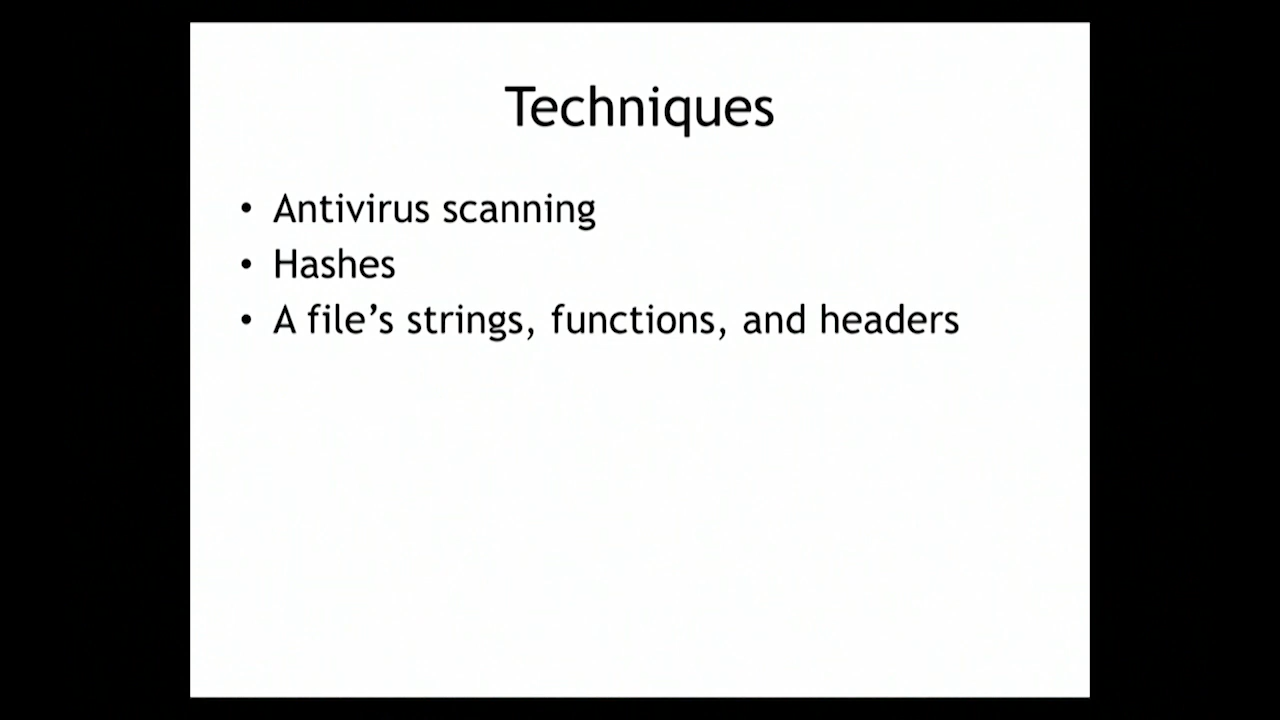 Techniques
• Antivirus scanning
• Hashes
• A file’s strings, functions, and headers